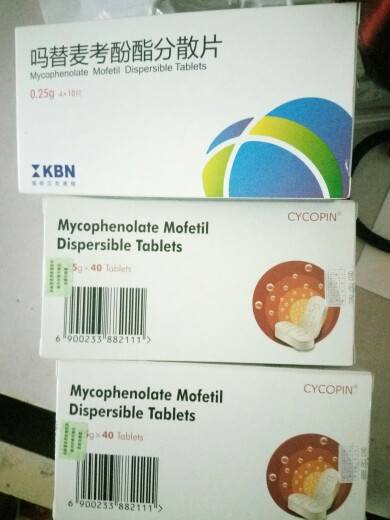 吗替麦考酚酯分散片
Mycophenolate Mofetil Dispersible Tablets
0.25g 4×10片
KBN
CYCOPIN®
Mycophenolate Mofetil
Dispersible Tablets
5g×40 Tablets
6 900233 882111 >
CYCOPIN®
Mycophenolate Mofetil
Dispersible Tablets
g×40 Tablets
6 900233 882111 >